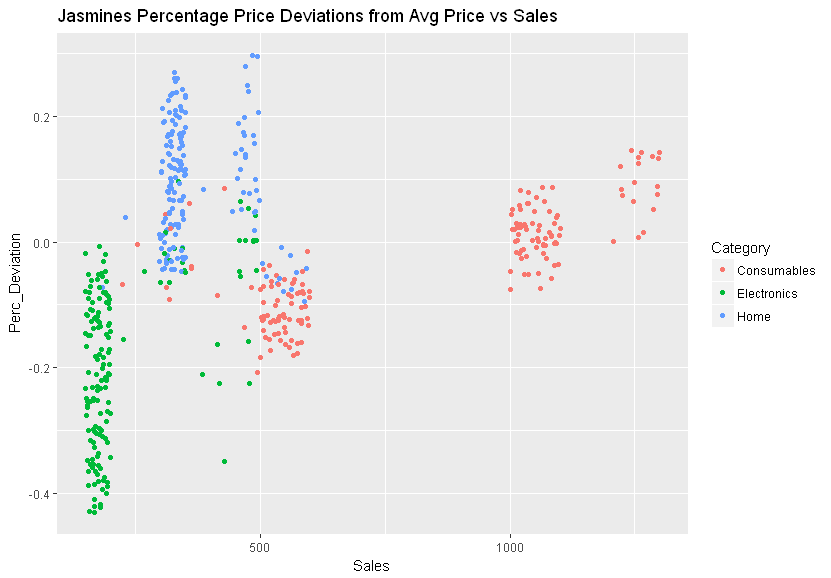 Jasmines Percentage Price Deviations from Avg Price vs Sales
0.2
0.0
-0.2
-0.4
Perc_Deviation
500
1000
Sales
Category
Consumables
Electronics
Home